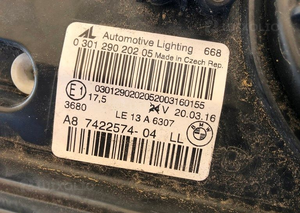 AL Automotive Lighting 668
0 301 290 202 05 Made in Czech Rep.
0301290202052003160155
E1 17,5 V 20.03.16
3680 LE 13 A 6307
A8 7422574-04 LL